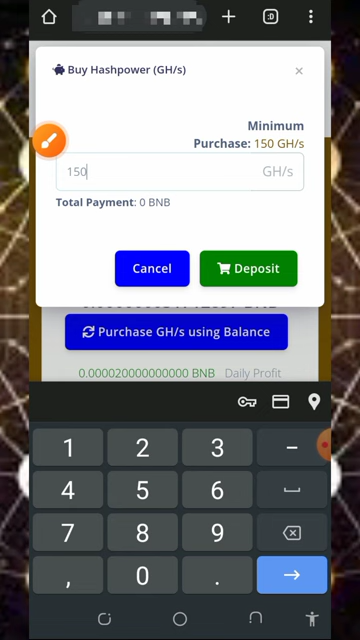 Buy Hashpower (GH/s)
×
Minimum
Purchase: 150 GH/s
150
GH/s
Total Payment: 0 BNB
Cancel
Deposit
Purchase GH/s using Balance
0.000020000000000 BNB Daily Profit
1 2 3 −
4 5 6
7 8 9
, 0 .